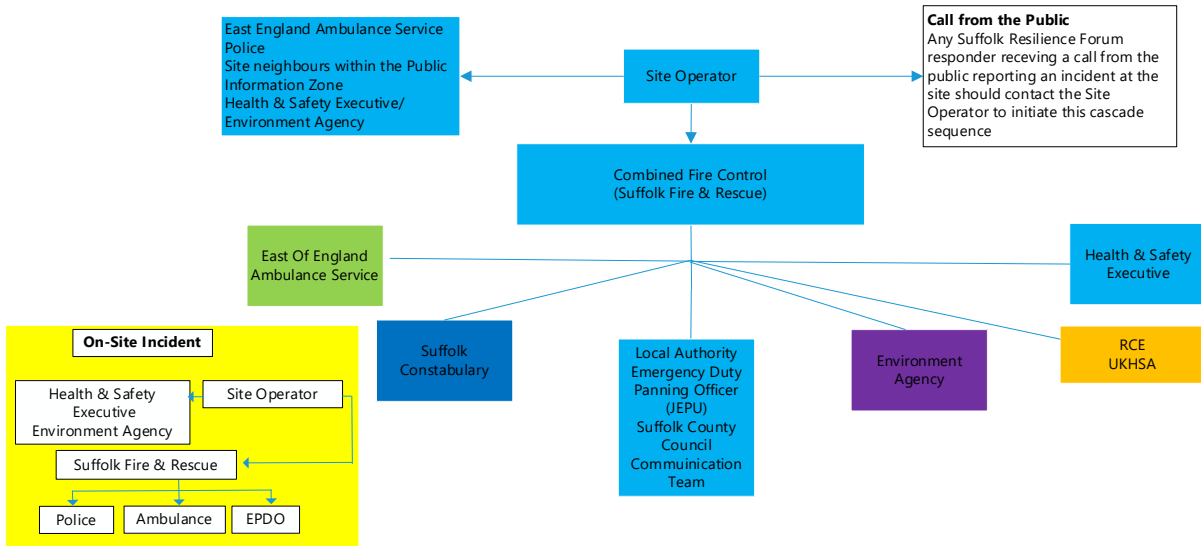 East England Ambulance Service
Police
Site neighbours within the Public
Information Zone
Health & Safety Executive/
Environment Agency
Site Operator
Call from the Public
Any Suffolk Resilience Forum
responder receving a call from the
public reporting an incident at the
site should contact the Site
Operator to initiate this cascade
sequence
Combined Fire Control
(Suffolk Fire & Rescue)
East Of England
Ambulance Service
Health & Safety
Executive
Suffolk
Constabulary
Local Authority
Emergency Duty
Panning Officer
(JEPU)
Suffolk County
Council
Commuinication
Team
Environment
Agency
RCE
UKHSA
On-Site Incident
Health & Safety
Executive
Environment Agency
Site Operator
Suffolk Fire & Rescue
Police
Ambulance
EPDO